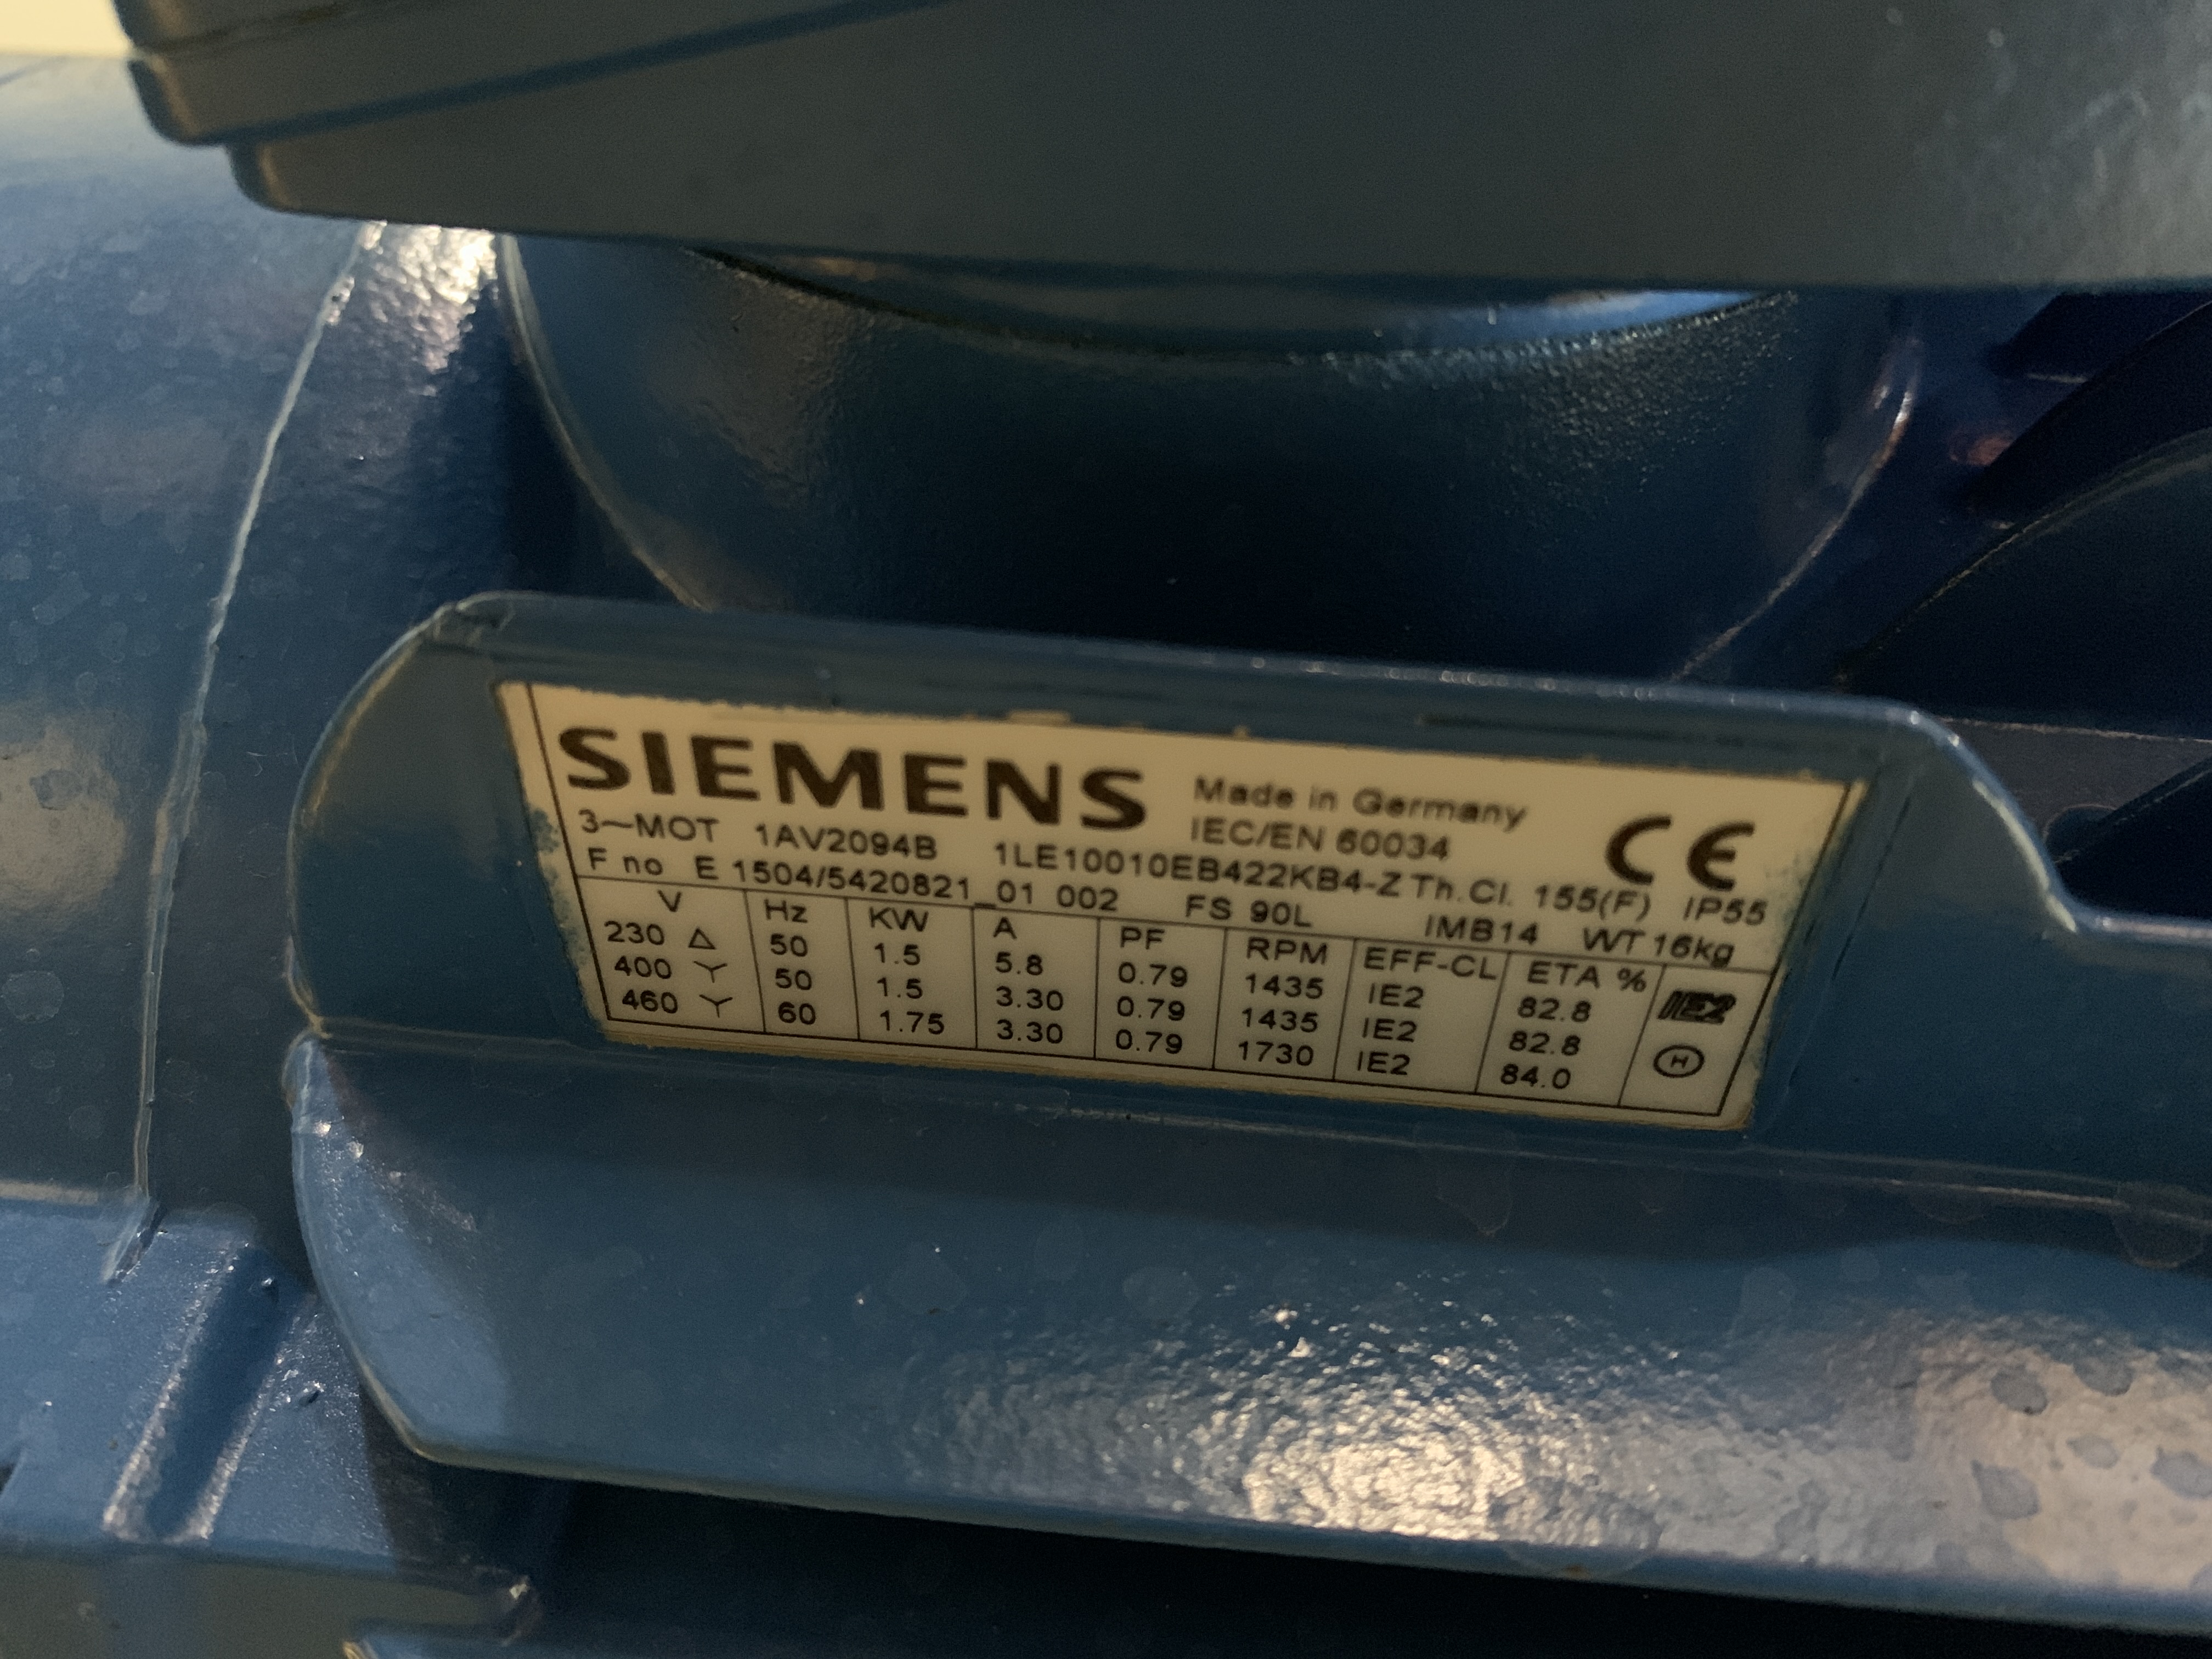 SIEMENS Made in Germany CE
IEC/EN 60034
3~MOT 1AV2094B 1LE10010EB422KB4-Z Th.Cl. 155(F) IP55
F no E 1504/5420821_01 002 FS 90L IMB14 WT 16kg
V Hz KW A PF RPM EFF-CL ETA % IE2
230 △ 50 1.5 5.8 0.79 1435 IE2 82.8
400 Y 50 1.5 3.30 0.79 1435 IE2 82.8
460 Y 60 1.75 3.30 0.79 1730 IE2 84.0 H